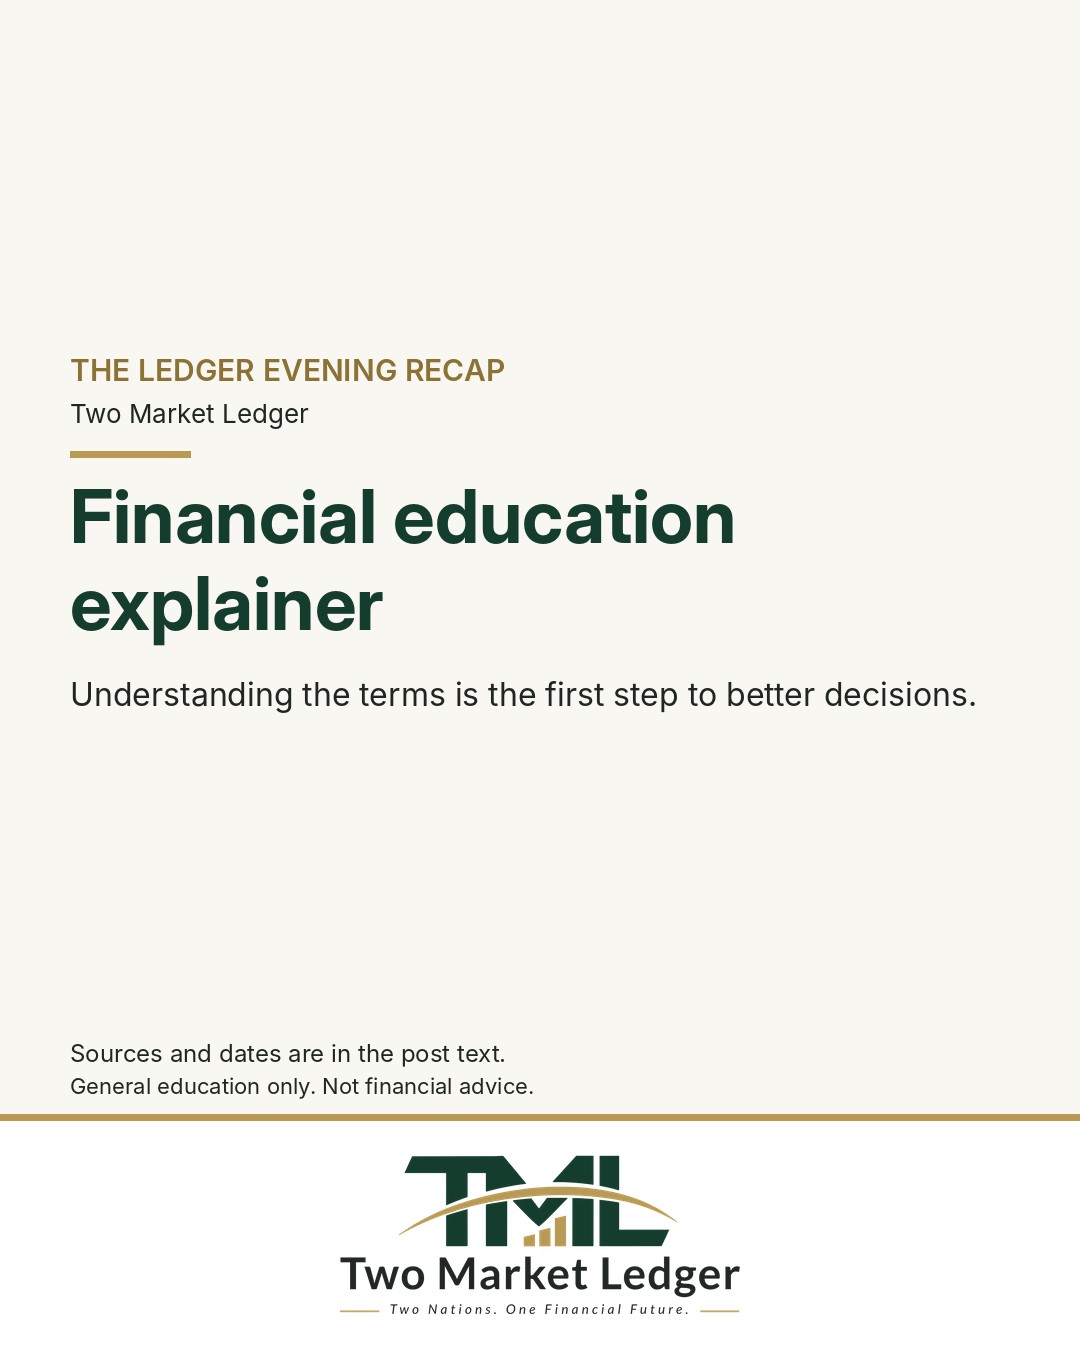 THE LEDGER EVENING RECAP
Two Market Ledger
Financial education
explainer
Understanding the terms is the first step to better decisions.
Sources and dates are in the post text.
General education only. Not financial advice.
TML
Two Market Ledger
Two Nations. One Financial Future.